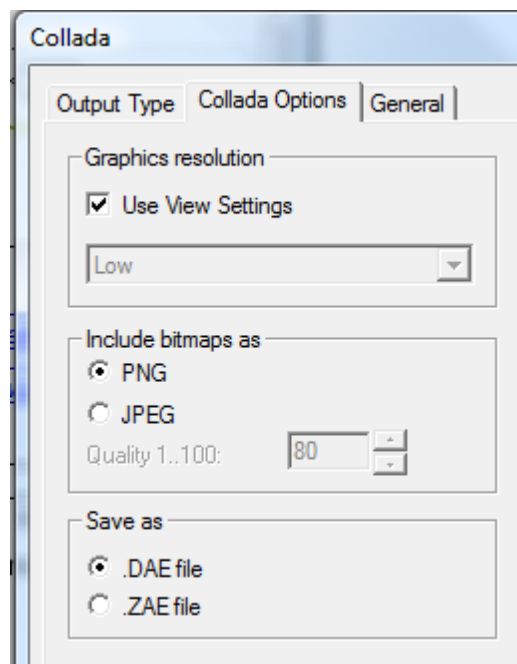 Collada
Output Type Collada Options General
Graphics resolution
Use View Settings
Low
Include bitmaps as
PNG
JPEG
Quality 1..100: 80
Save as
.DAE file
.ZAE file